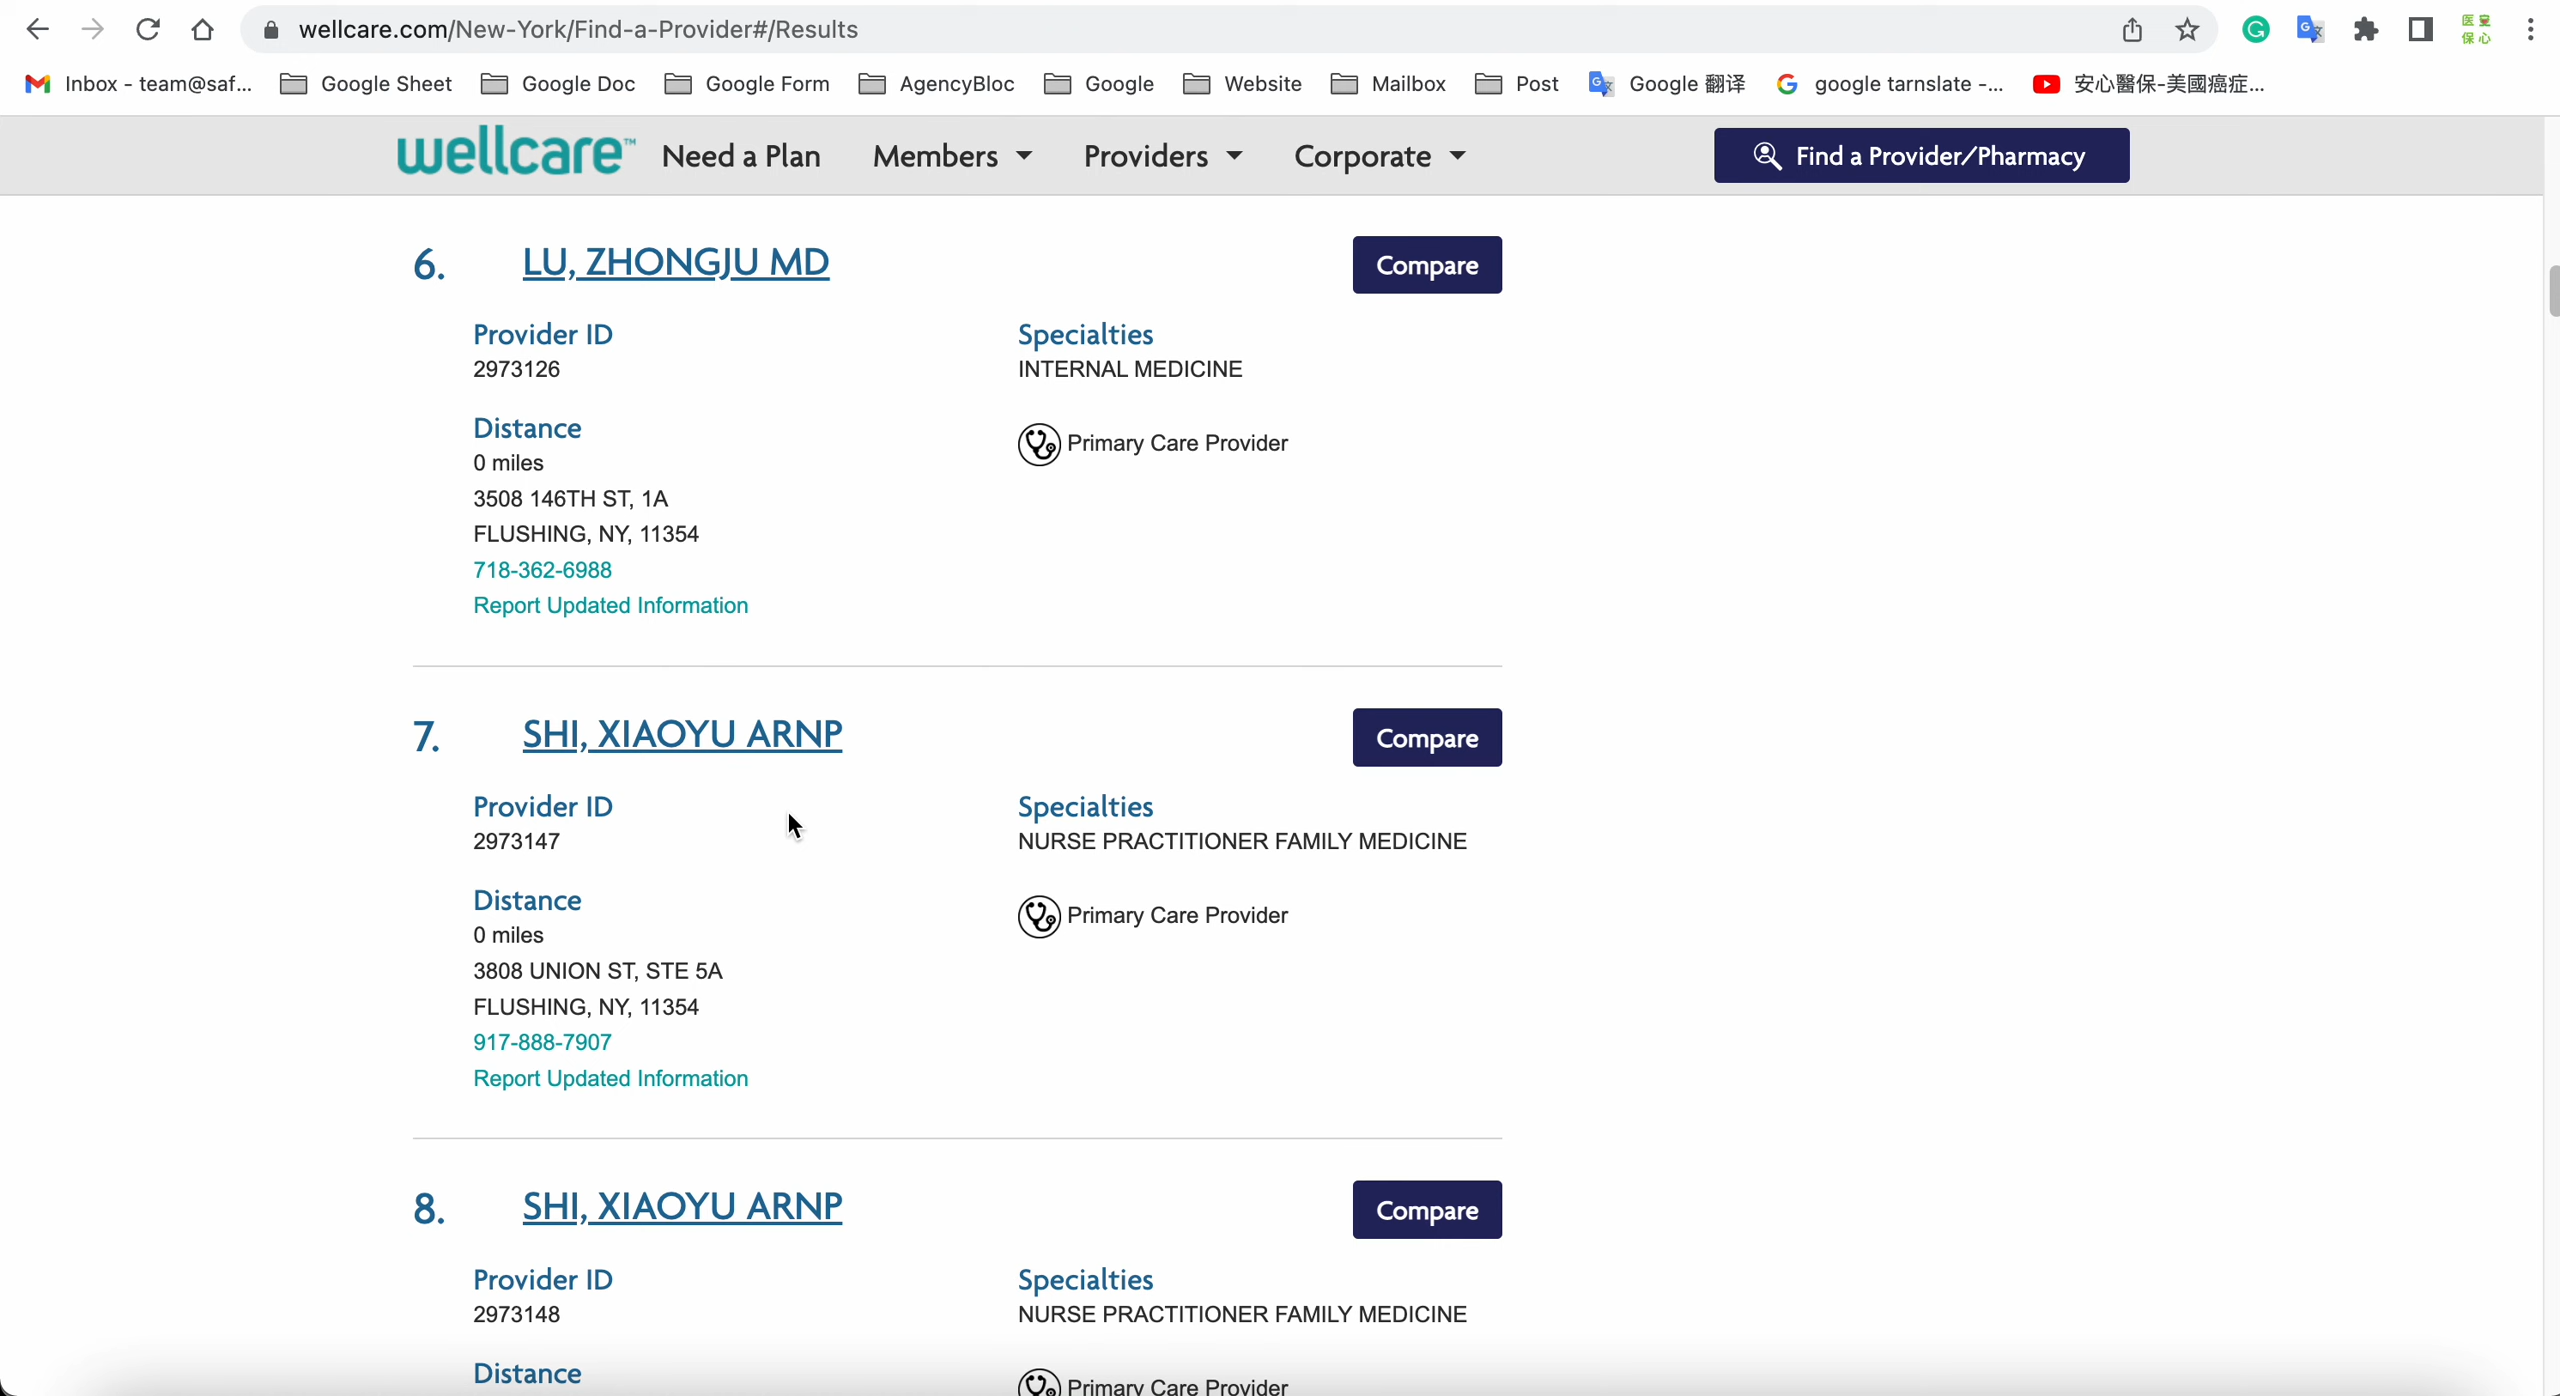 wellcare.com/New-York/Find-a-Provider#/Results
医安
保心
Inbox - team@saf... Google Sheet Google Doc Google Form AgencyBloc Google Website Mailbox Post Google 翻译 google tarnslate -... 安心醫保-美國癌症...
wellcare™ Need a Plan Members Providers Corporate Find a Provider/Pharmacy
6. LU, ZHONGJU MD Compare
Provider ID Specialties
2973126 INTERNAL MEDICINE
Distance
0 miles Primary Care Provider
3508 146TH ST, 1A
FLUSHING, NY, 11354
718-362-6988
Report Updated Information
7. SHI, XIAOYU ARNP Compare
Provider ID Specialties
2973147 NURSE PRACTITIONER FAMILY MEDICINE
Distance
0 miles Primary Care Provider
3808 UNION ST, STE 5A
FLUSHING, NY, 11354
917-888-7907
Report Updated Information
8. SHI, XIAOYU ARNP Compare
Provider ID Specialties
2973148 NURSE PRACTITIONER FAMILY MEDICINE
Distance
Primary Care Provider